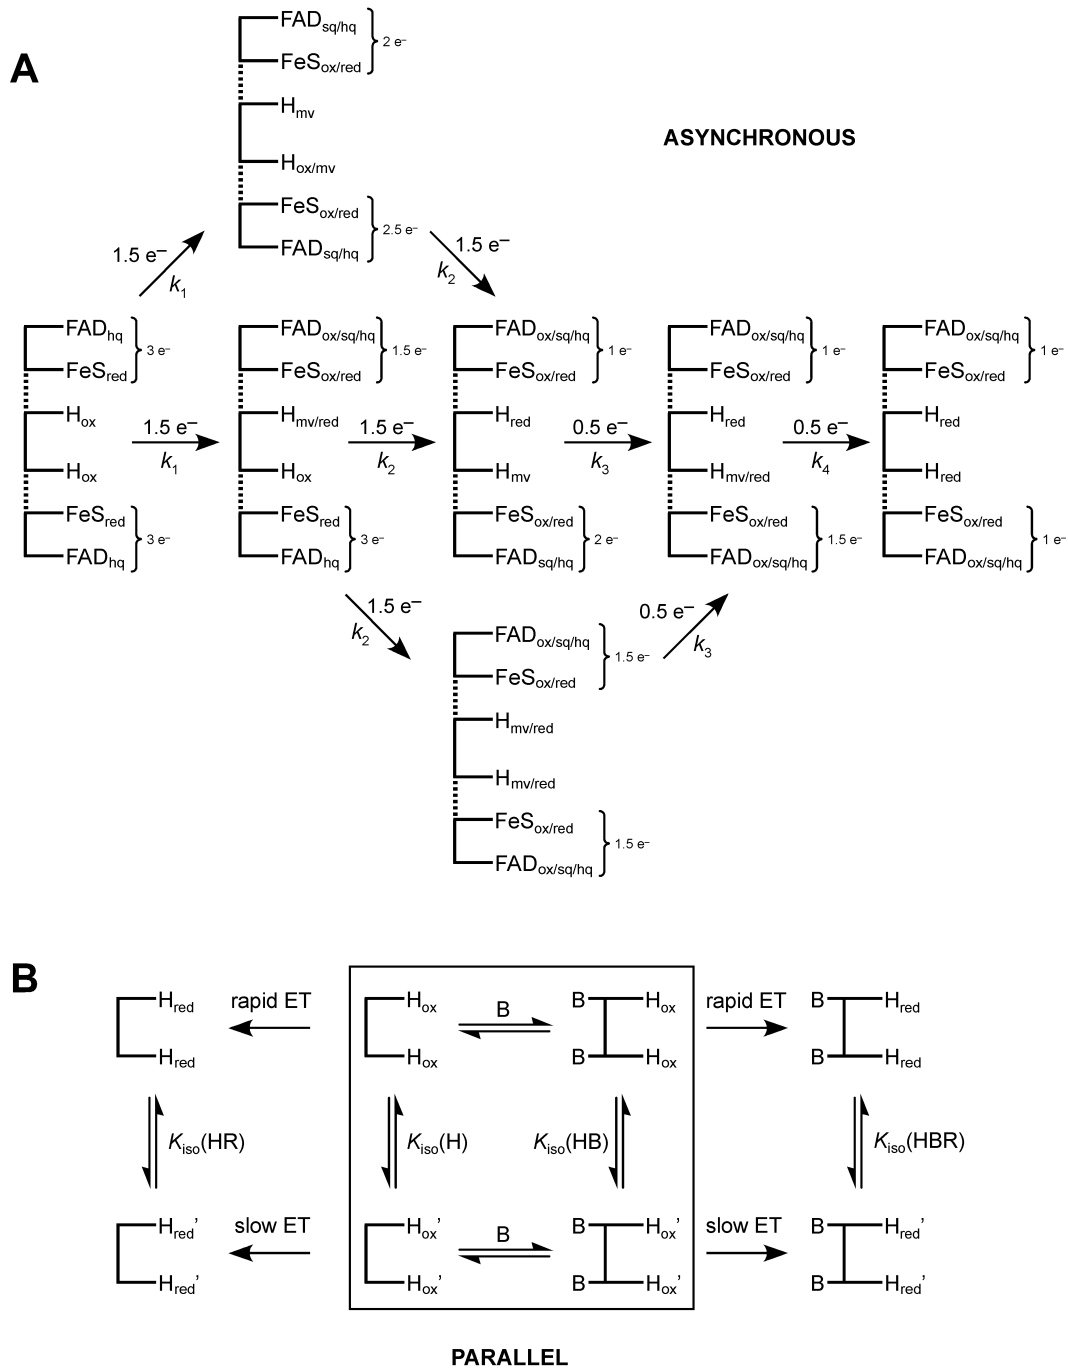 A
ASYNCHRONOUS
FADsq/hq
FeSox/red
2 e–
Hmv
Hox/mv
FeSox/red
FADsq/hq
2.5 e–
1.5 e–
k1
1.5 e–
k2
FADhq
FeSred
3 e–
Hox
Hox
FeSred
FADhq
3 e–
1.5 e–
k1
FADox/sq/hq
FeSox/red
1.5 e–
Hmv/red
Hox
FeSred
FADhq
3 e–
1.5 e–
k2
FADox/sq/hq
FeSox/red
1 e–
Hred
Hmv
FeSox/red
FADsq/hq
2 e–
0.5 e–
k3
FADox/sq/hq
FeSox/red
1 e–
Hred
Hmv/red
FeSox/red
FADox/sq/hq
1.5 e–
0.5 e–
k4
FADox/sq/hq
FeSox/red
1 e–
Hred
Hred
FeSox/red
FADox/sq/hq
1 e–
1.5 e–
k2
FADox/sq/hq
FeSox/red
1.5 e–
Hmv/red
Hmv/red
FeSox/red
FADox/sq/hq
1.5 e–
0.5 e–
k3
B
Hred
Hred
rapid ET
Hox
Hox
B
B Hox
B Hox
rapid ET
B Hred
B Hred
Kiso(HR)
Kiso(H)
Kiso(HB)
Kiso(HBR)
Hred’
Hred’
slow ET
Hox’
Hox’
B
B Hox’
B Hox’
slow ET
B Hred’
B Hred’
PARALLEL